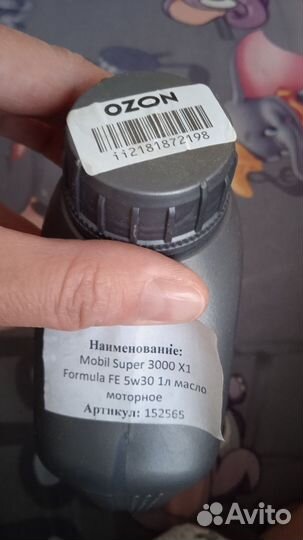 OZON
ii2181872198
Наименование:
Mobil Super 3000 X1
Formula FE 5w30 1л масло
моторное
Артикул: 152565
Avito